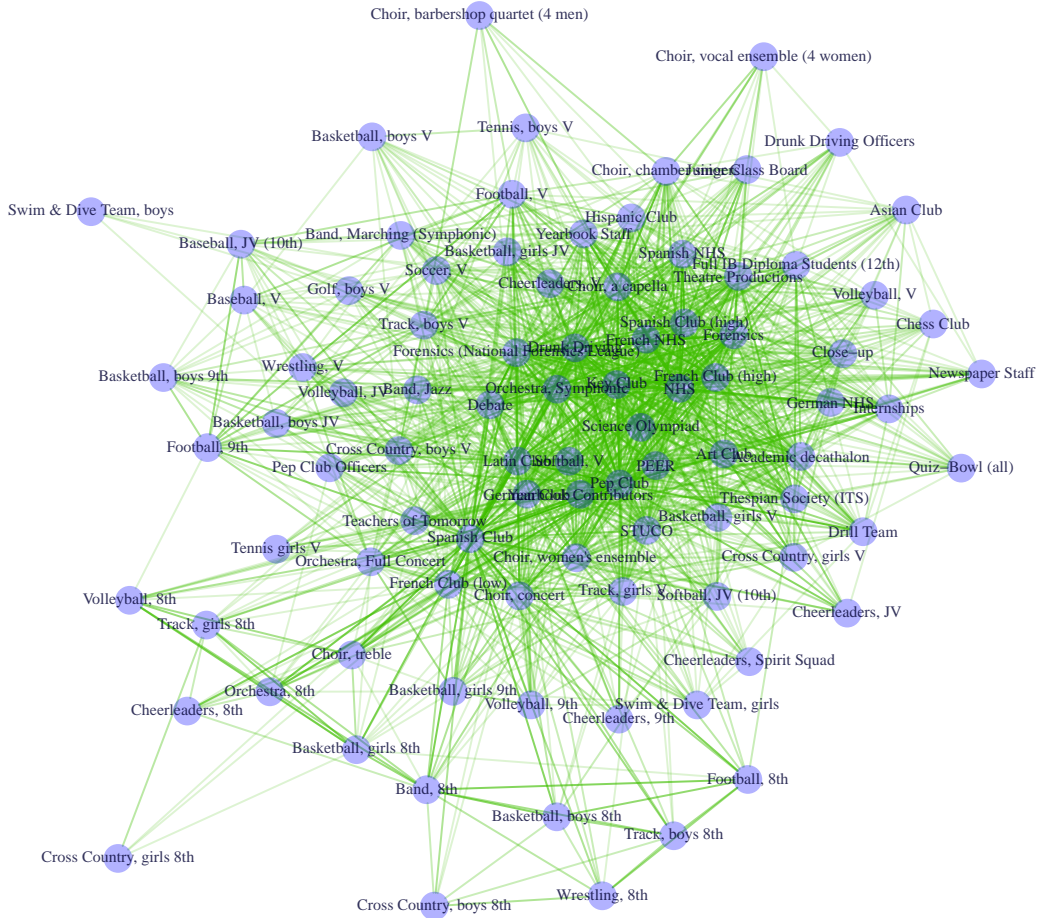 Choir, barbershop quartet (4 men)
Choir, vocal ensemble (4 women)
Basketball, boys V
Tennis, boys V
Drunk Driving Officers
Choir, chamber singers
Junior Class Board
Football, V
Swim & Dive Team, boys
Hispanic Club
Asian Club
Band, Marching (Symphonic)
Yearbook Staff
Baseball, JV (10th)
Basketball, girls JV
Spanish NHS
Full IB Diploma Students (12th)
Soccer, V
Theatre Productions
Cheerleaders, V
Choir, a capella
Golf, boys V
Volleyball, V
Baseball, V
Track, boys V
Spanish Club (high)
Chess Club
French NHS
Forensics
Drunk Driving
Forensics (National Forensics League)
Close-up
Wrestling, V
Basketball, boys 9th
Newspaper Staff
French Club (high)
Key Club
NHS
Orchestra, Symphonic
Band, Jazz
Volleyball, JV
German NHS
Internships
Debate
Basketball, boys JV
Science Olympiad
Football, 9th
Cross Country, boys V
Art Club
Academic decathalon
Latin Club
Softball, V
PEER
Pep Club Officers
Quiz-Bowl (all)
Pep Club
German Club
Yearbook Contributors
Thespian Society (ITS)
Basketball, girls V
Teachers of Tomorrow
STUCO
Drill Team
Spanish Club
Tennis girls V
Orchestra, Full Concert
Choir, women's ensemble
Cross Country, girls V
French Club (low)
Track, girls V
Choir, concert
Softball, JV (10th)
Volleyball, 8th
Cheerleaders, JV
Track, girls 8th
Choir, treble
Cheerleaders, Spirit Squad
Orchestra, 8th
Basketball, girls 9th
Volleyball, 9th
Swim & Dive Team, girls
Cheerleaders, 8th
Cheerleaders, 9th
Basketball, girls 8th
Football, 8th
Band, 8th
Basketball, boys 8th
Track, boys 8th
Cross Country, girls 8th
Wrestling, 8th
Cross Country, boys 8th